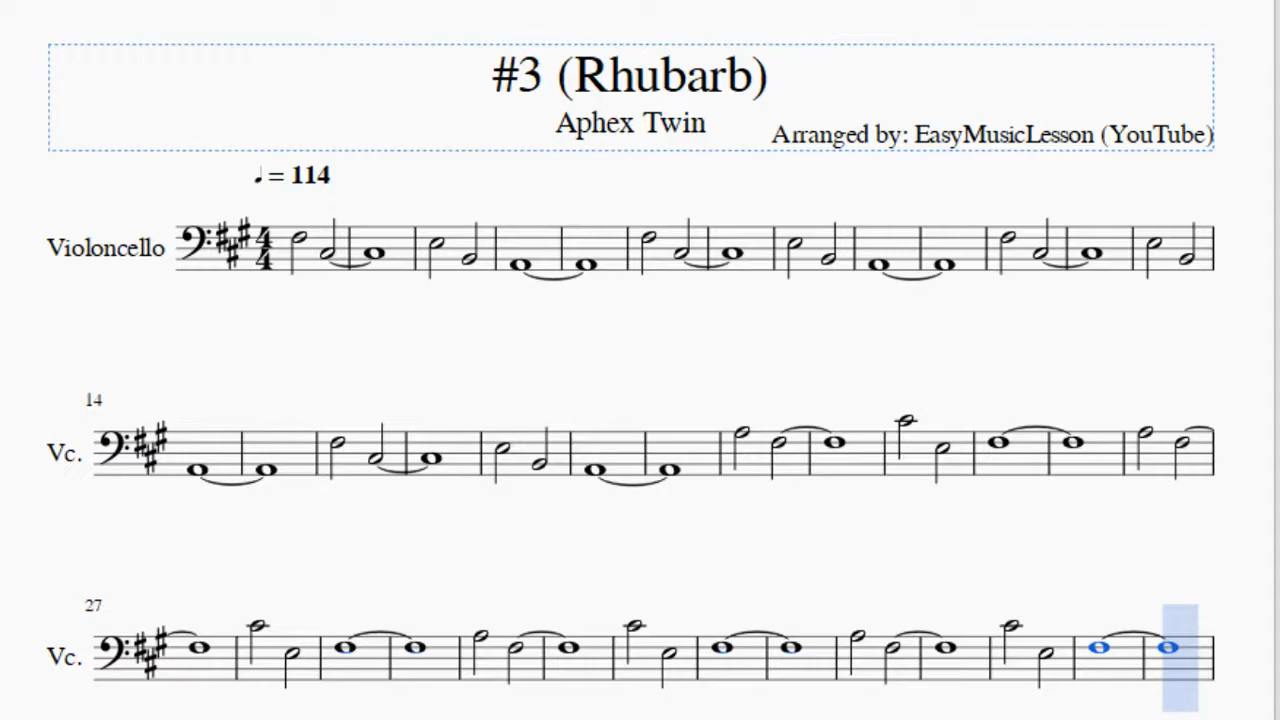 #3 (Rhubarb)
Aphex Twin
Arranged by: EasyMusicLesson (YouTube)
♩ = 114
Violoncello
4
4
14
Vc.
27
Vc.